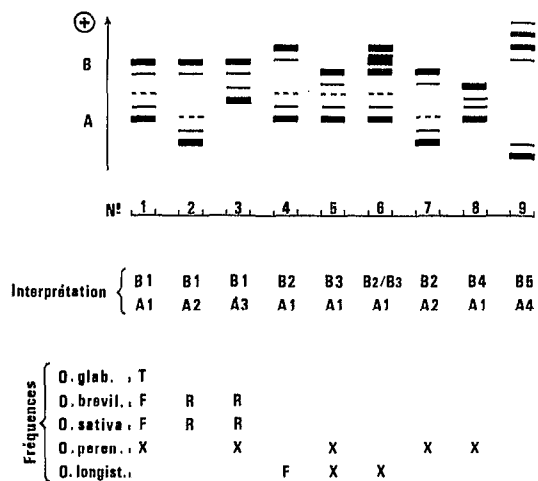 +
B
A
Nº 1 2 3 4 5 6 7 8 9
Interprétation
B1 B1 B1 B2 B3 B2/B3 B2 B4 B5
A1 A2 A3 A1 A1 A1 A2 A1 A4
Fréquences
O. glab. T
O. brevil. F R R
O. sativa F R R
O. peren. X X X X X
O. longist. F X X